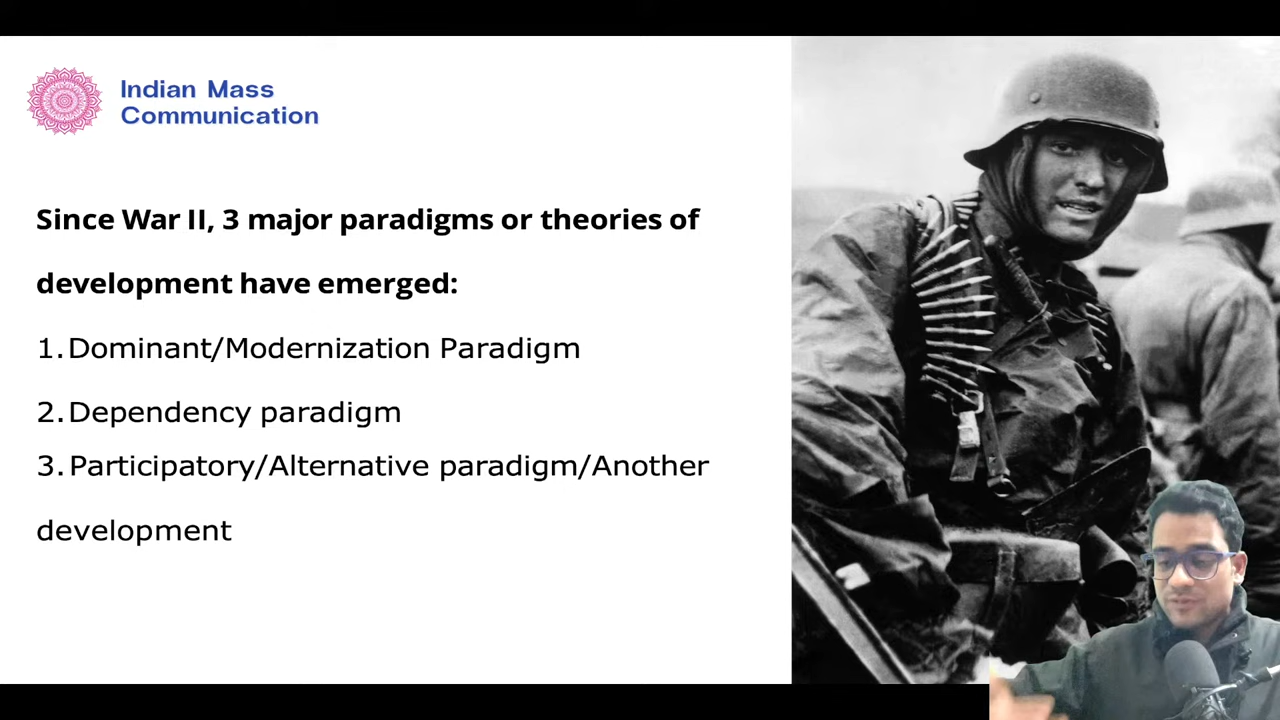 Indian Mass
Communication
Since War II, 3 major paradigms or theories of
development have emerged:
1. Dominant/Modernization Paradigm
2. Dependency paradigm
3. Participatory/Alternative paradigm/Another
development